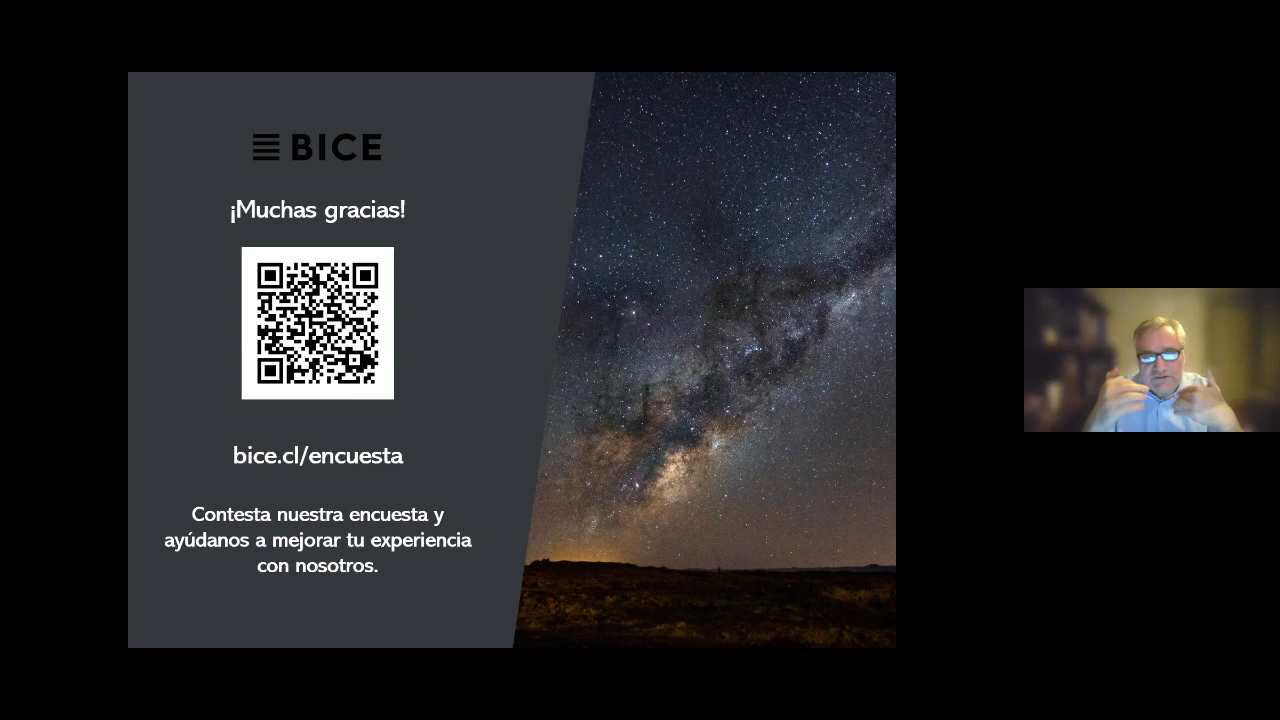 BICE
¡Muchas gracias!
bice.cl/encuesta
Contesta nuestra encuesta y
ayúdanos a mejorar tu experiencia
con nosotros.